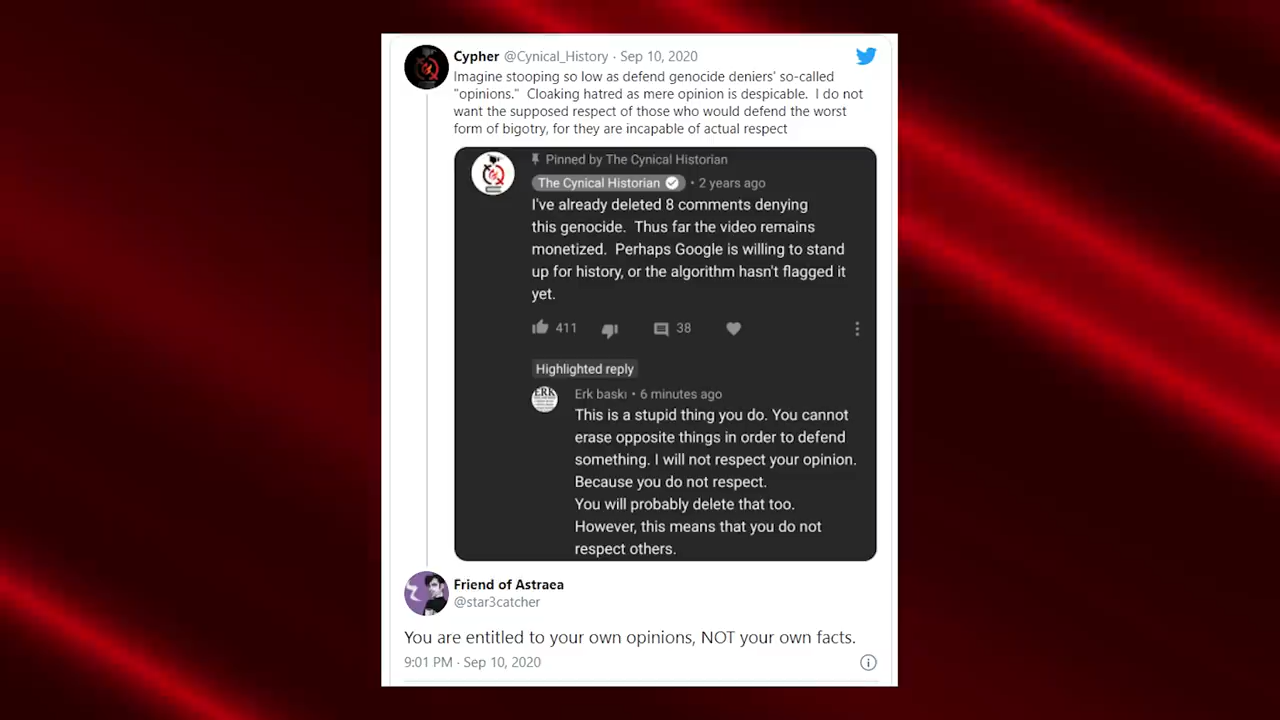 Cypher @Cynical_History · Sep 10, 2020
Imagine stooping so low as defend genocide deniers' so-called
"opinions." Cloaking hatred as mere opinion is despicable. I do not
want the supposed respect of those who would defend the worst
form of bigotry, for they are incapable of actual respect
Pinned by The Cynical Historian
The Cynical Historian • 2 years ago
I've already deleted 8 comments denying
this genocide. Thus far the video remains
monetized. Perhaps Google is willing to stand
up for history, or the algorithm hasn't flagged it
yet.
411 38
Highlighted reply
ERK
Erk baskı • 6 minutes ago
This is a stupid thing you do. You cannot
erase opposite things in order to defend
something. I will not respect your opinion.
Because you do not respect.
You will probably delete that too.
However, this means that you do not
respect others.
Friend of Astraea
@star3catcher
You are entitled to your own opinions, NOT your own facts.
9:01 PM · Sep 10, 2020